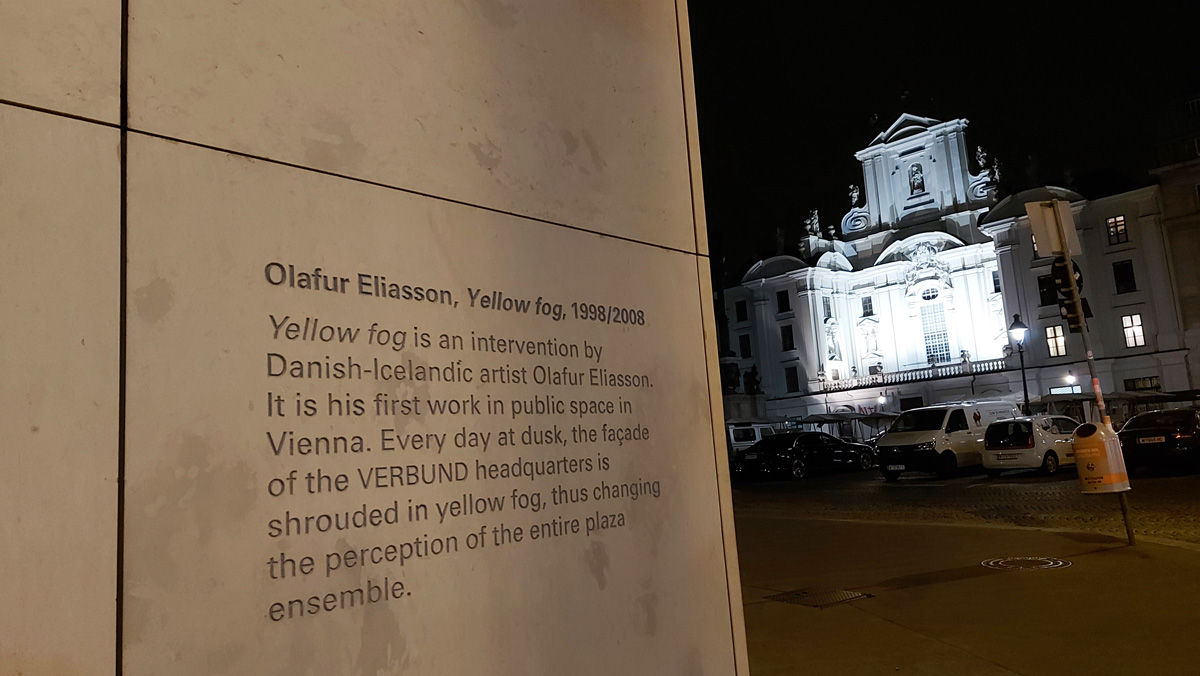 Olafur Eliasson, Yellow fog, 1998/2008
Yellow fog is an intervention by
Danish-Icelandic artist Olafur Eliasson.
It is his first work in public space in
Vienna. Every day at dusk, the façade
of the VERBUND headquarters is
shrouded in yellow fog, thus changing
the perception of the entire plaza
ensemble.